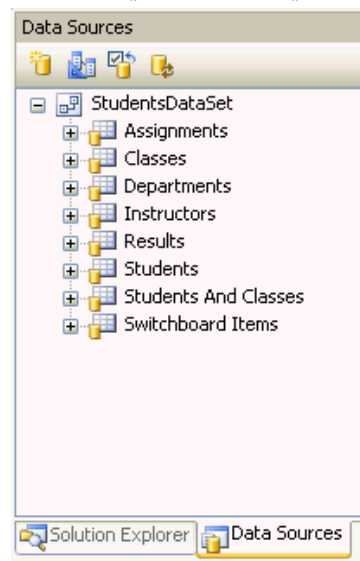 Data Sources
StudentsDataSet
Assignments
Classes
Departments
Instructors
Results
Students
Students And Classes
Switchboard Items
Solution Explorer
Data Sources